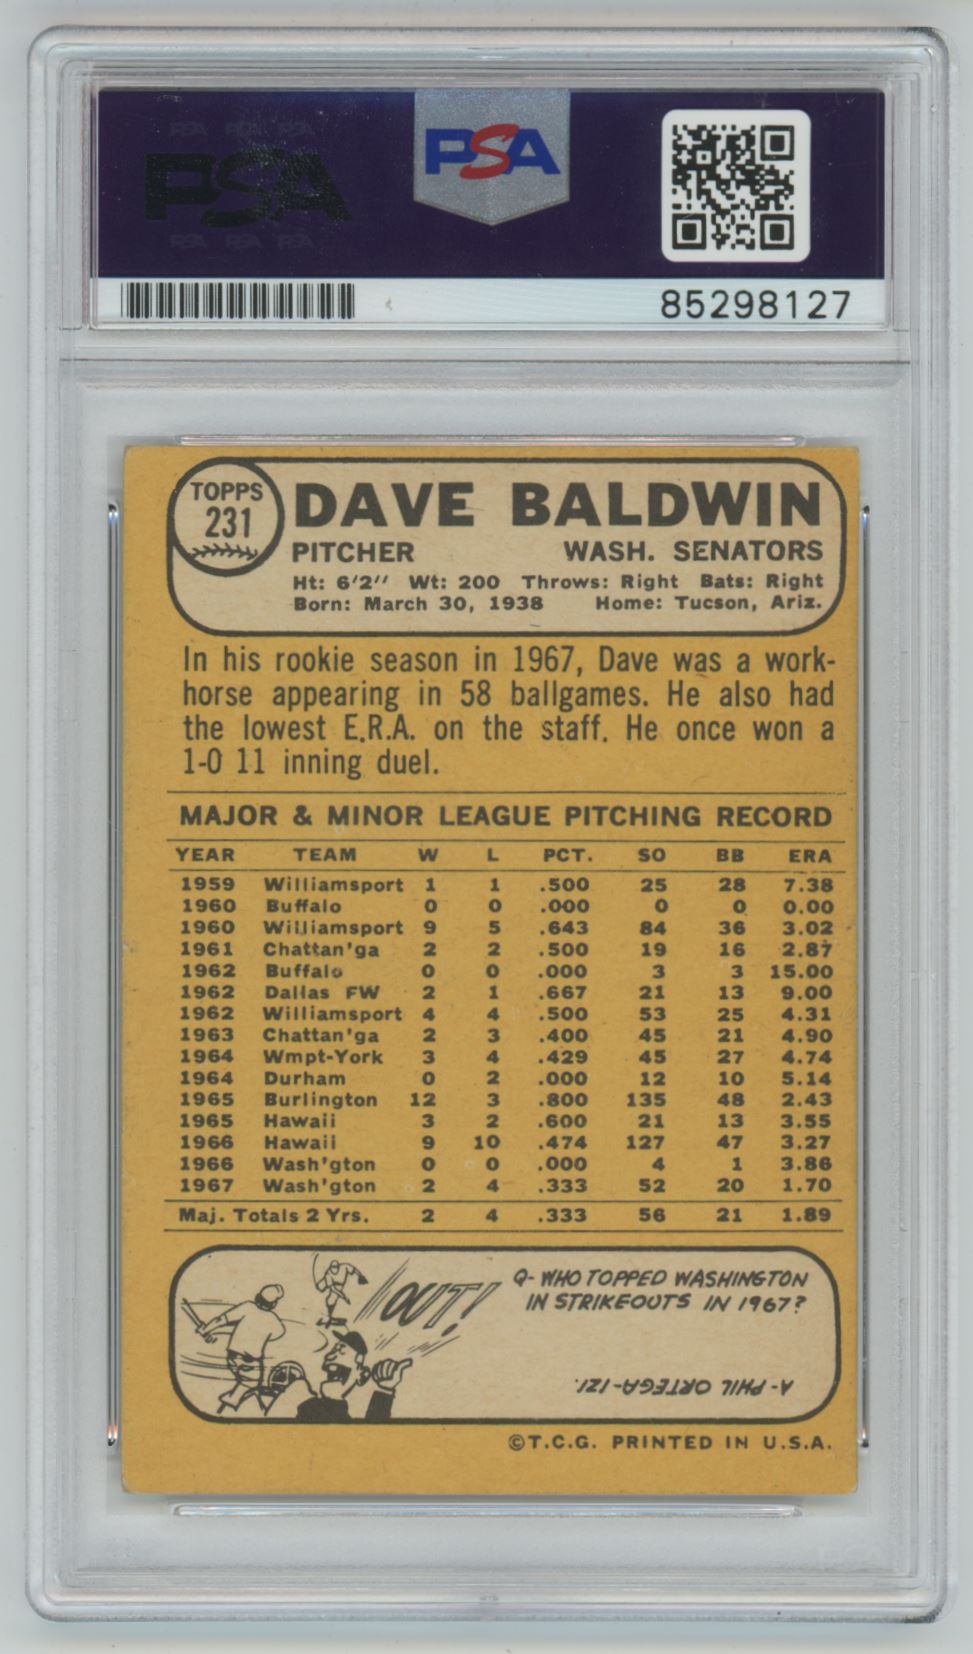 PSA PSA PSA
PSA
PSA PSA PSA
PSA
85298127
TOPPS
231
DAVE BALDWIN
PITCHER WASH. SENATORS
Ht: 6'2" Wt: 200 Throws: Right Bats: Right
Born: March 30, 1938 Home: Tucson, Ariz.
In his rookie season in 1967, Dave was a work-
horse appearing in 58 ballgames. He also had
the lowest E.R.A. on the staff. He once won a
1-0 11 inning duel.
MAJOR & MINOR LEAGUE PITCHING RECORD
YEAR TEAM W L PCT. SO BB ERA
1959 Williamsport 1 1 .500 25 28 7.38
1960 Buffalo 0 0 .000 0 0 0.00
1960 Williamsport 9 5 .643 84 36 3.02
1961 Chattan'ga 2 2 .500 19 16 2.87
1962 Buffalo 0 0 .000 3 3 15.00
1962 Dallas FW 2 1 .667 21 13 9.00
1962 Williamsport 4 4 .500 53 25 4.31
1963 Chattan'ga 2 3 .400 45 21 4.90
1964 Wmpt-York 3 4 .429 45 27 4.74
1964 Durham 0 2 .000 12 10 5.14
1965 Burlington 12 3 .800 135 48 2.43
1965 Hawaii 3 2 .600 21 13 3.55
1966 Hawaii 9 10 .474 127 47 3.27
1966 Wash'gton 0 0 .000 4 1 3.86
1967 Wash'gton 2 4 .333 52 20 1.70
Maj. Totals 2 Yrs. 2 4 .333 56 21 1.89
OUT!
Q- WHO TOPPED WASHINGTON
IN STRIKEOUTS IN 1967?
A- PHIL ORTEGA-121.
©T.C.G. PRINTED IN U.S.A.